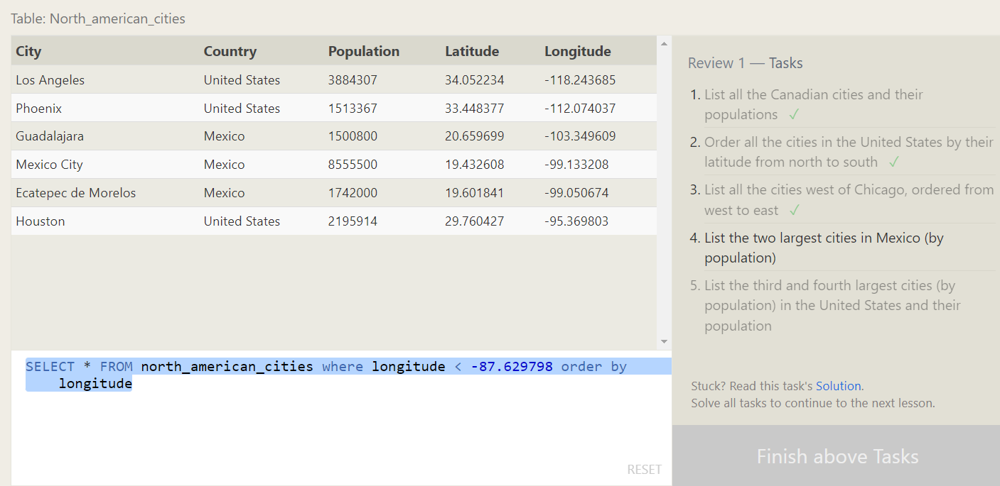 Table: North_american_cities
City Country Population Latitude Longitude
Los Angeles United States 3884307 34.052234 -118.243685
Phoenix United States 1513367 33.448377 -112.074037
Guadalajara Mexico 1500800 20.659699 -103.349609
Mexico City Mexico 8555500 19.432608 -99.133208
Ecatepec de Morelos Mexico 1742000 19.601841 -99.050674
Houston United States 2195914 29.760427 -95.369803
SELECT * FROM north_american_cities where longitude < -87.629798 order by
longitude
RESET
Review 1 — Tasks
1. List all the Canadian cities and their
populations ✓
2. Order all the cities in the United States by their
latitude from north to south ✓
3. List all the cities west of Chicago, ordered from
west to east ✓
4. List the two largest cities in Mexico (by
population)
5. List the third and fourth largest cities (by
population) in the United States and their
population
Stuck? Read this task's Solution.
Solve all tasks to continue to the next lesson.
Finish above Tasks